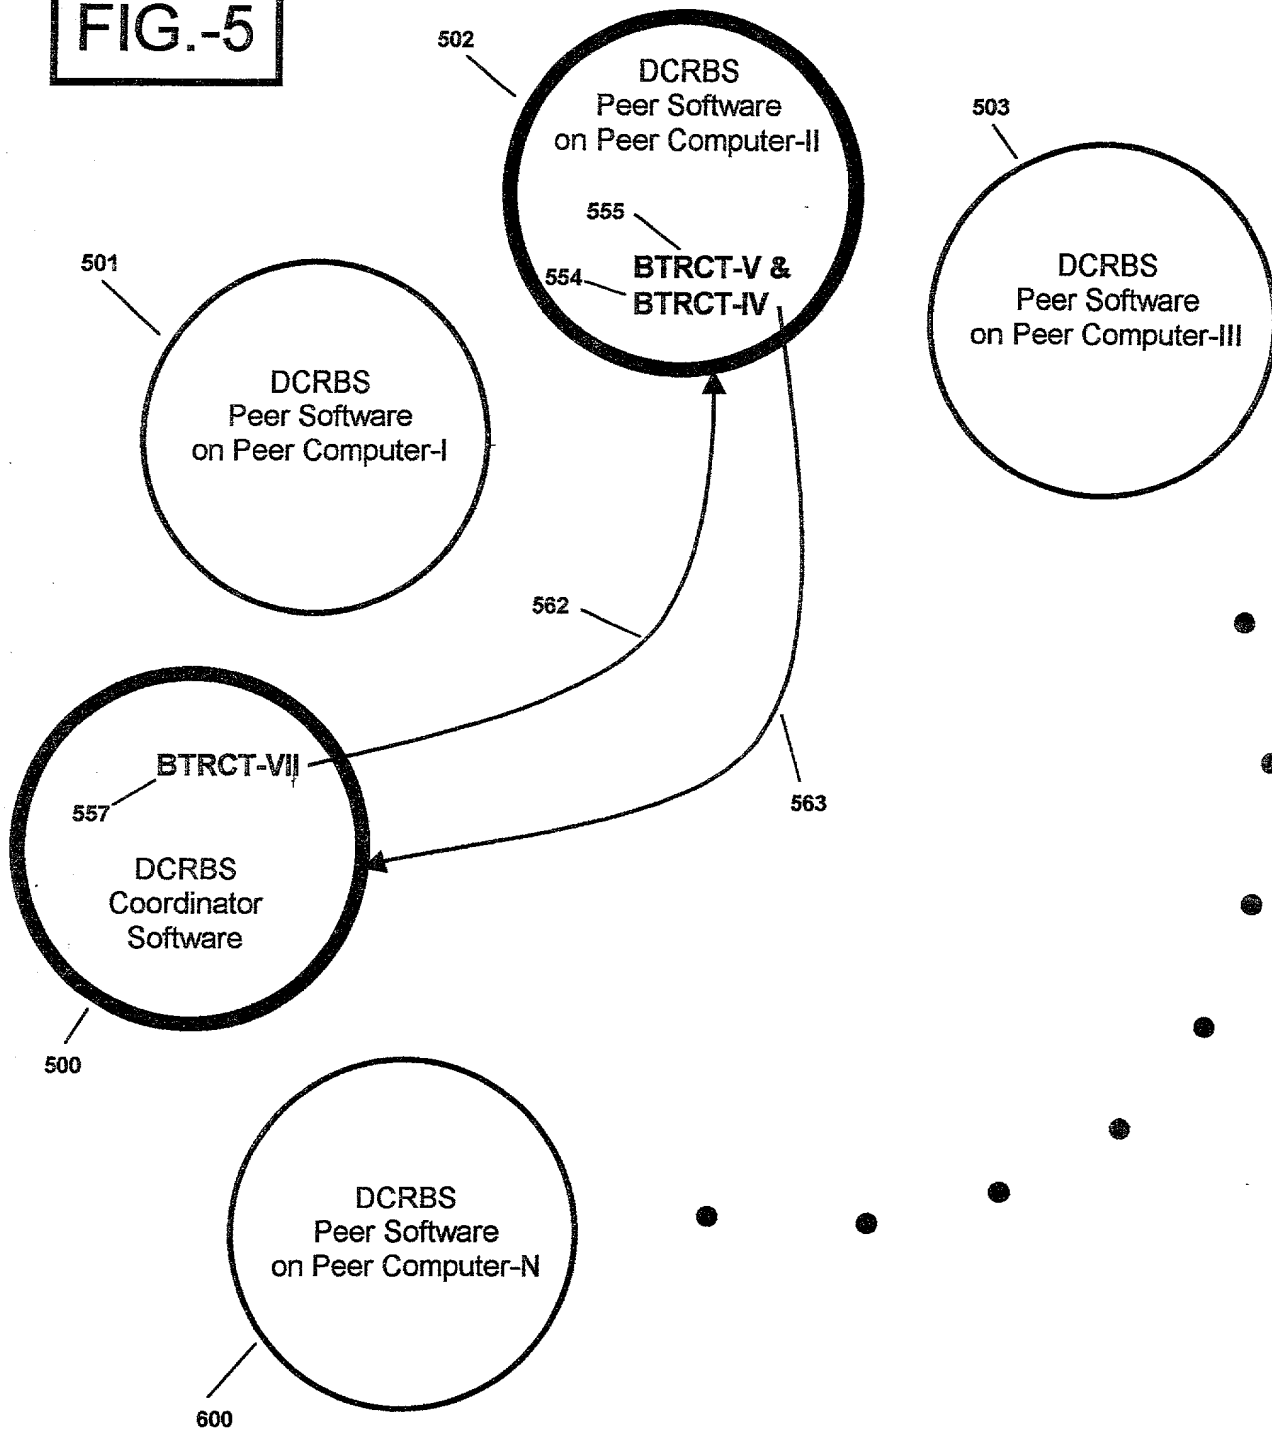 FIG.-5
502
DCRBS
Peer Software
on Peer Computer-II
555
BTRCT-V &
554
BTRCT-IV
503
DCRBS
Peer Software
on Peer Computer-III
501
DCRBS
Peer Software
on Peer Computer-I
562
563
BTRCT-VII
557
DCRBS
Coordinator
Software
500
DCRBS
Peer Software
on Peer Computer-N
600